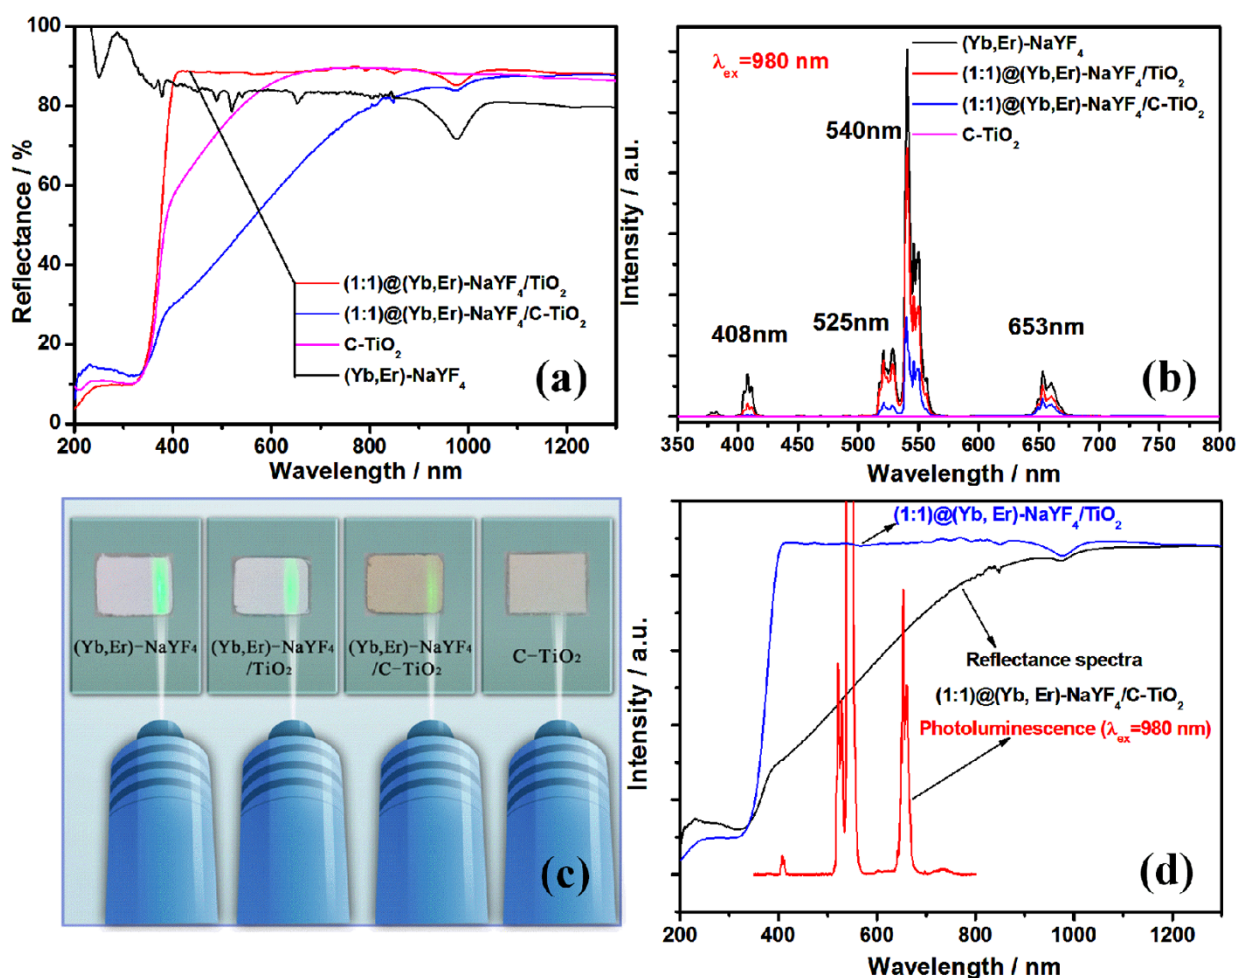 (a)
Reflectance / %
100
80
60
40
20
0
200 400 600 800 1000 1200
Wavelength / nm
(1:1)@(Yb,Er)-NaYF4/TiO2
(1:1)@(Yb,Er)-NaYF4/C-TiO2
C-TiO2
(Yb,Er)-NaYF4
(b)
Intensity / a.u.
λex=980 nm
(Yb,Er)-NaYF4
(1:1)@(Yb,Er)-NaYF4/TiO2
(1:1)@(Yb,Er)-NaYF4/C-TiO2
C-TiO2
540nm
408nm
525nm
653nm
350 400 450 500 550 600 650 700 750 800
Wavelength / nm
(Yb,Er)-NaYF4
(Yb,Er)-NaYF4
/TiO2
(Yb,Er)-NaYF4
/C-TiO2
C-TiO2
(c)
Intensity / a.u.
(1:1)@(Yb, Er)-NaYF4/TiO2
Reflectance spectra
(1:1)@(Yb, Er)-NaYF4/C-TiO2
Photoluminescence (λex=980 nm)
(d)
200 400 600 800 1000 1200
Wavelength / nm